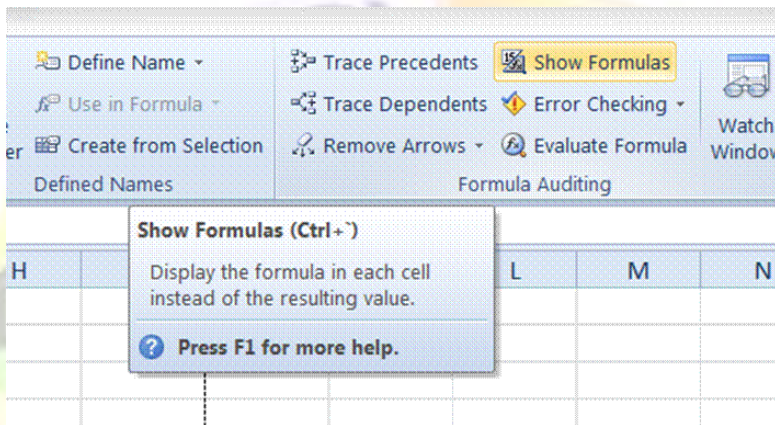 Define Name
Trace Precedents
Show Formulas
Use in Formula
Trace Dependents
Error Checking
Watch
er
Create from Selection
Remove Arrows
Evaluate Formula
Window
Defined Names
Formula Auditing
Show Formulas (Ctrl+`)
Display the formula in each cell
instead of the resulting value.
Press F1 for more help.
H
L
M
N